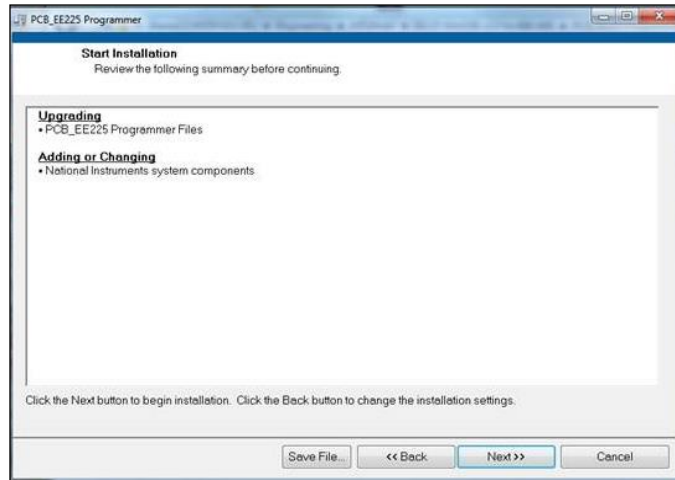 PCB_EE225 Programmer
Start Installation
Review the following summary before continuing.
Upgrading
• PCB_EE225 Programmer Files
Adding or Changing
• National Instruments system components
Click the Next button to begin installation. Click the Back button to change the installation settings.
Save File...
<< Back
Next >>
Cancel